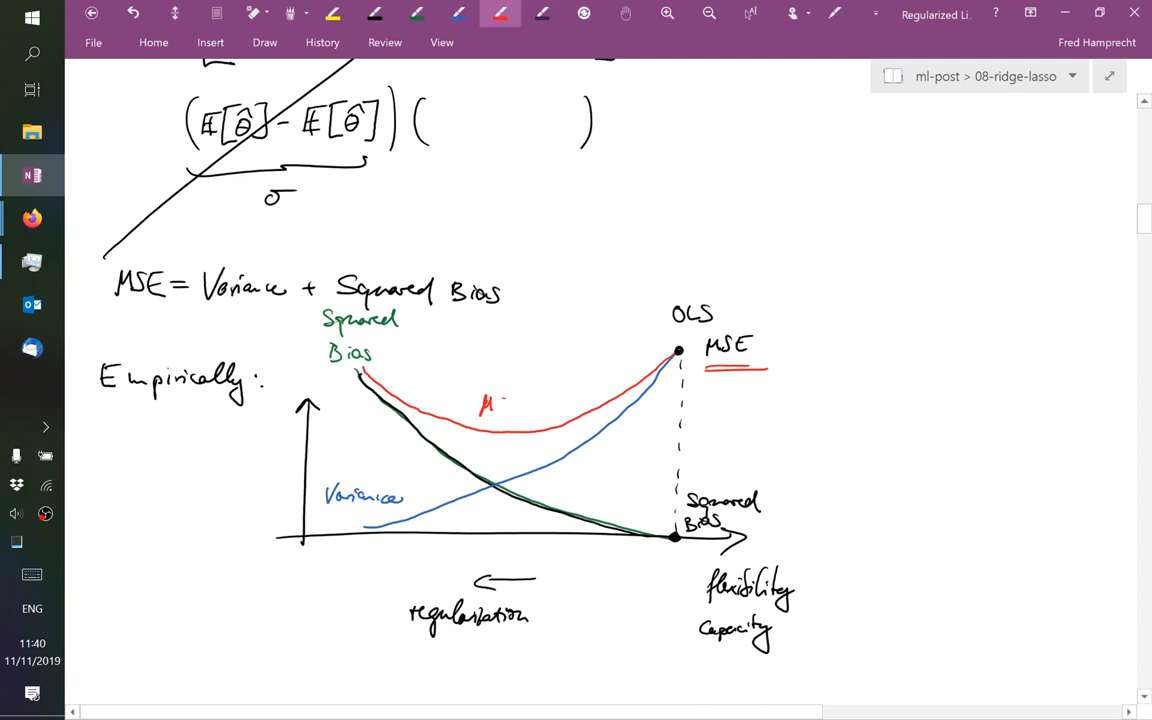 Regularized Li..
Fred Hamprecht
File Home Insert Draw History Review View
ml-post > 08-ridge-lasso
(𝔼[θ̂] - 𝔼[θ̂]) ( )
MSE = Variance + Squared Bias
Squared
Bias
OLS
MSE
Empirically:
M
Variance
Squared
Bias
regularization
flexibility
capacity
ENG
11:40
11/11/2019